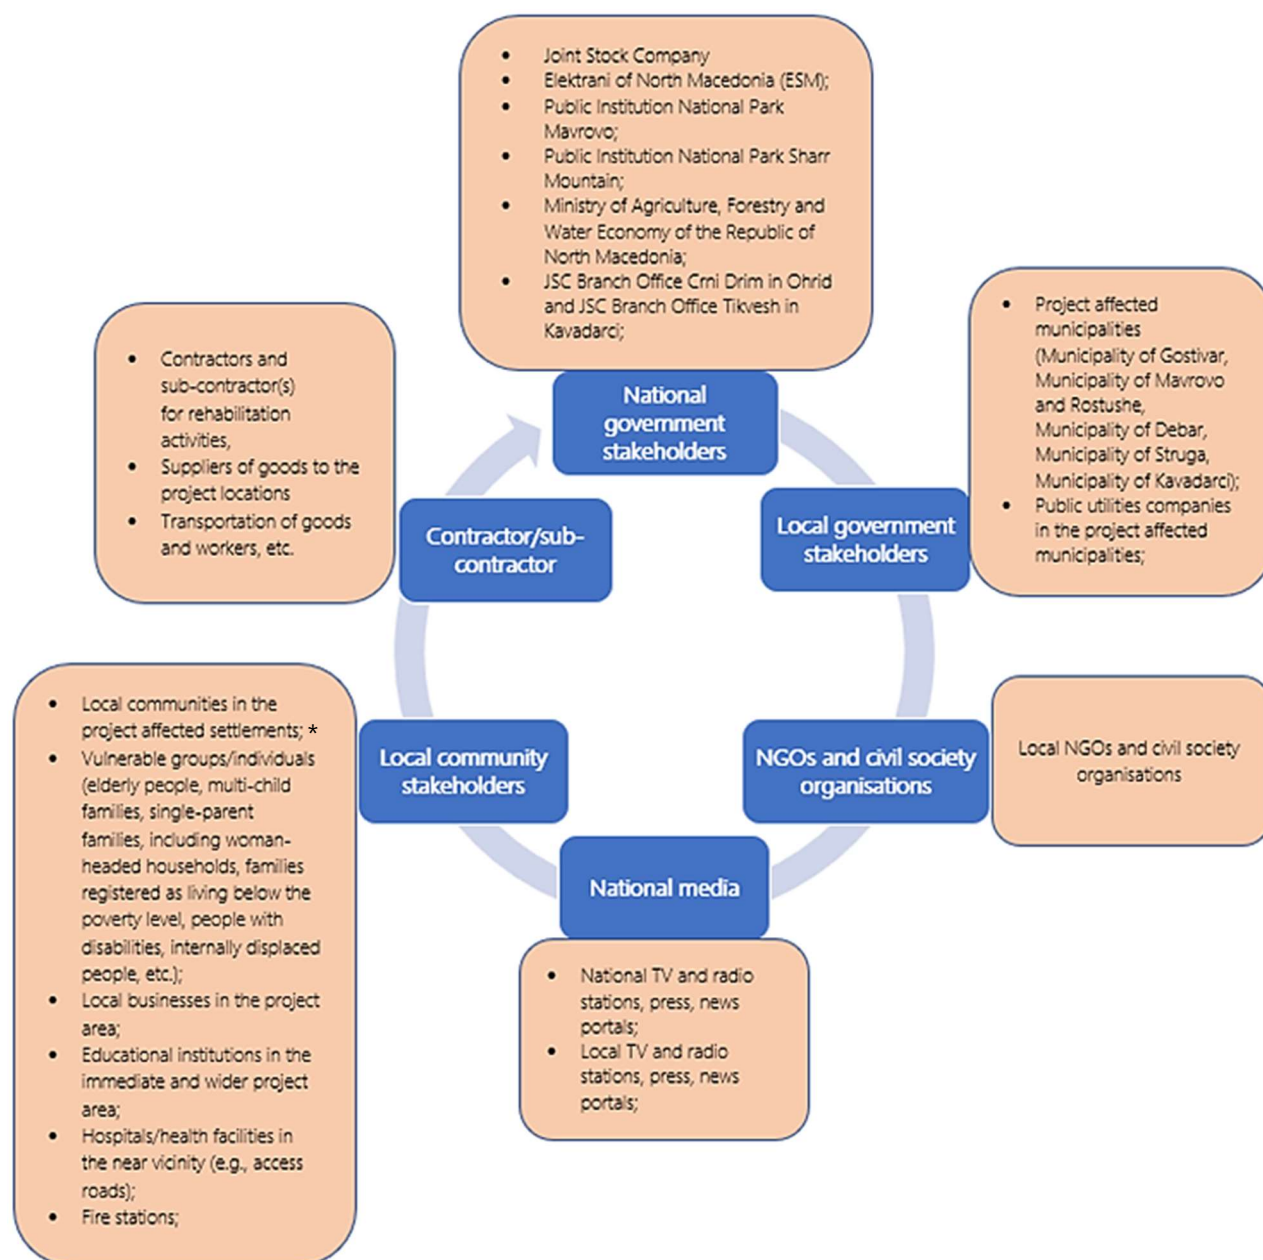 • Joint Stock Company
• Elektrani of North Macedonia (ESM);
• Public Institution National Park
Mavrovo;
• Public Institution National Park Sharr
Mountain;
• Ministry of Agriculture, Forestry and
Water Economy of the Republic of
North Macedonia;
• JSC Branch Office Crni Drim in Ohrid
and JSC Branch Office Tikvesh in
Kavadarci;
National
government
stakeholders
• Project affected
municipalities
(Municipality of Gostivar,
Municipality of Mavrovo
and Rostushe,
Municipality of Debar,
Municipality of Struga,
Municipality of Kavadarci);
• Public utilities companies
in the project affected
municipalities;
Local government
stakeholders
Local NGOs and civil society
organisations
NGOs and civil society
organisations
National media
• National TV and radio
stations, press, news
portals;
• Local TV and radio
stations, press, news
portals;
Local community
stakeholders
• Local communities in the
project affected settlements; *
• Vulnerable groups/individuals
(elderly people, multi-child
families, single-parent
families, including woman-
headed households, families
registered as living below the
poverty level, people with
disabilities, internally displaced
people, etc.);
• Local businesses in the project
area;
• Educational institutions in the
immediate and wider project
area;
• Hospitals/health facilities in
the near vicinity (e.g., access
roads);
• Fire stations;
Contractor/sub-
contractor
• Contractors and
sub-contractor(s)
for rehabilitation
activities,
• Suppliers of goods to the
project locations
• Transportation of goods
and workers, etc.